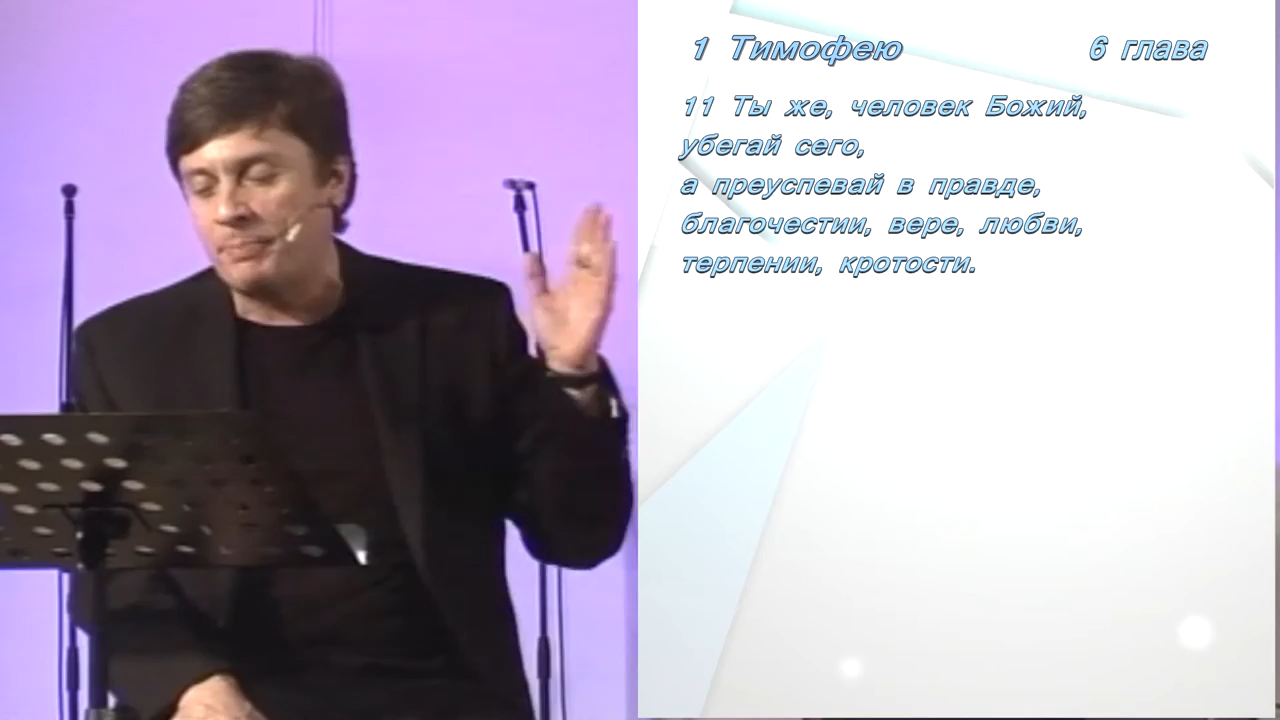 1 Тимофею 6 глава
11 Ты же, человек Божий,
убегай сего,
а преуспевай в правде,
благочестии, вере, любви,
терпении, кротости.